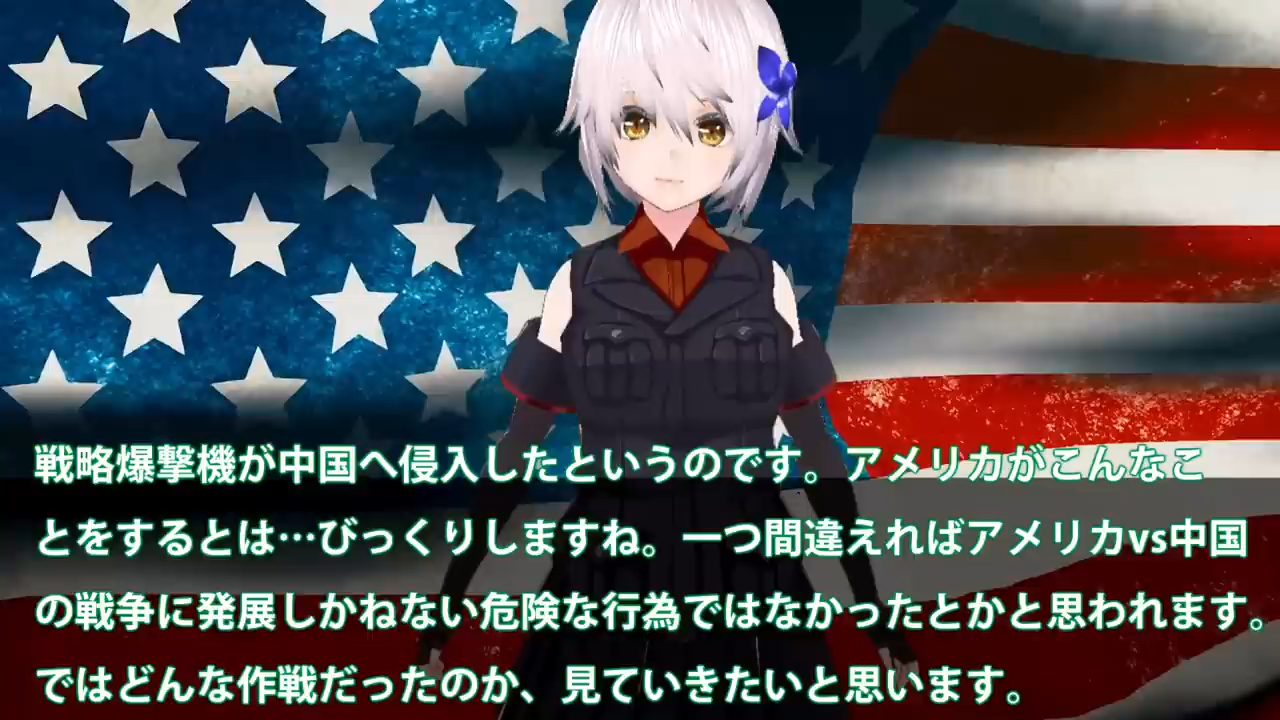 戦略爆撃機が中国へ侵入したというのです。アメリカがこんなこ
とをするとは…びっくりしますね。一つ間違えればアメリカvs中国
の戦争に発展しかねない危険な行為ではなかったとかと思われます。
ではどんな作戦だったのか、見ていきたいと思います。